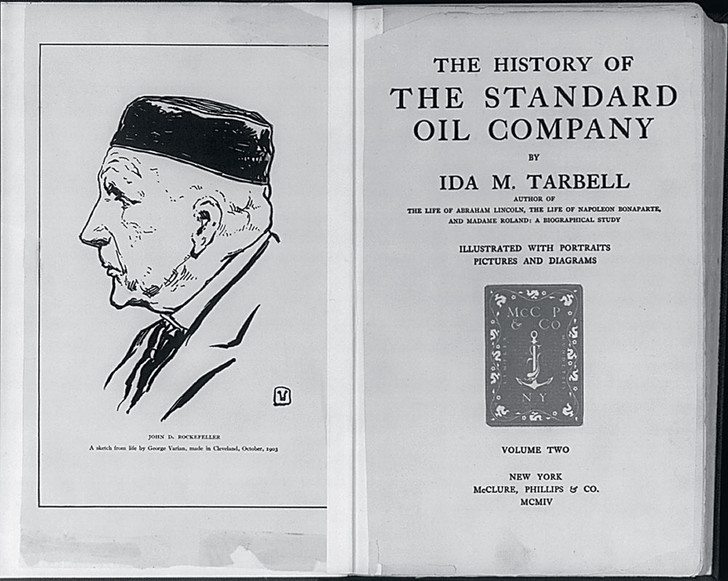 JOHN D. ROCKEFELLER
A sketch from life by George Varian, made in Cleveland, October, 1903
THE HISTORY OF
THE STANDARD
OIL COMPANY
BY
IDA M. TARBELL
AUTHOR OF
THE LIFE OF ABRAHAM LINCOLN, THE LIFE OF NAPOLEON BONAPARTE,
AND MADAME ROLAND: A BIOGRAPHICAL STUDY
ILLUSTRATED WITH PORTRAITS
PICTURES AND DIAGRAMS
McC P
& Co
NY
VOLUME TWO
NEW YORK
McCLURE, PHILLIPS & CO.
MCMIV